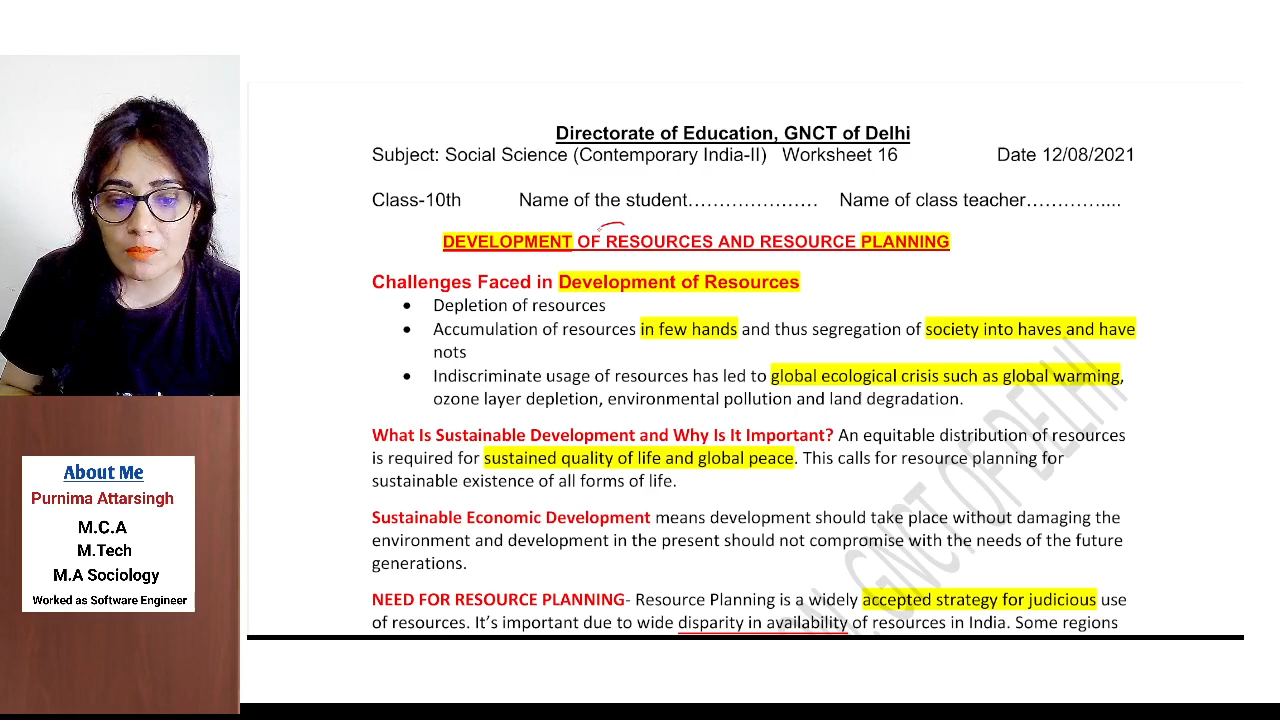 Directorate of Education, GNCT of Delhi
Subject: Social Science (Contemporary India-II) Worksheet 16 Date 12/08/2021
Class-10th Name of the student………………… Name of class teacher…………....
DEVELOPMENT OF RESOURCES AND RESOURCE PLANNING
Challenges Faced in Development of Resources
• Depletion of resources
• Accumulation of resources in few hands and thus segregation of society into haves and have
nots
• Indiscriminate usage of resources has led to global ecological crisis such as global warming,
ozone layer depletion, environmental pollution and land degradation.
What Is Sustainable Development and Why Is It Important? An equitable distribution of resources
is required for sustained quality of life and global peace. This calls for resource planning for
sustainable existence of all forms of life.
Sustainable Economic Development means development should take place without damaging the
environment and development in the present should not compromise with the needs of the future
generations.
NEED FOR RESOURCE PLANNING- Resource Planning is a widely accepted strategy for judicious use
of resources. It's important due to wide disparity in availability of resources in India. Some regions
GNCT OF DELHI
About Me
Purnima Attarsingh
M.C.A
M.Tech
M.A Sociology
Worked as Software Engineer